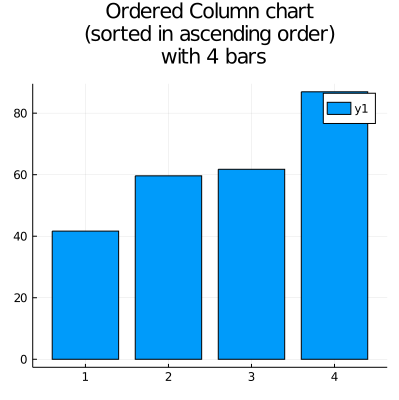 Ordered Column chart
(sorted in ascending order)
with 4 bars
y1
80
60
40
20
0
1 2 3 4